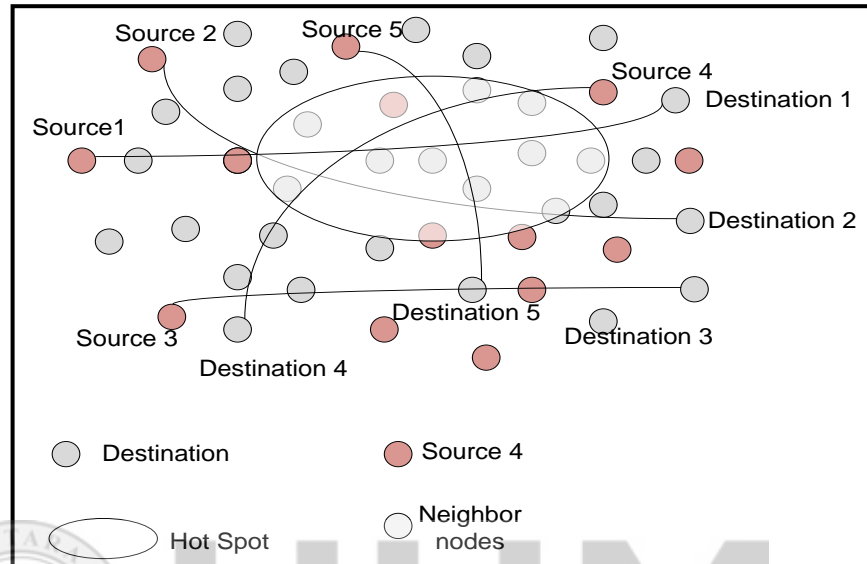 Source 2
Source 5
Source 4
Destination 1
Source1
Destination 2
Destination 5
Source 3
Destination 3
Destination 4
Destination
Source 4
Neighbor
nodes
Hot Spot